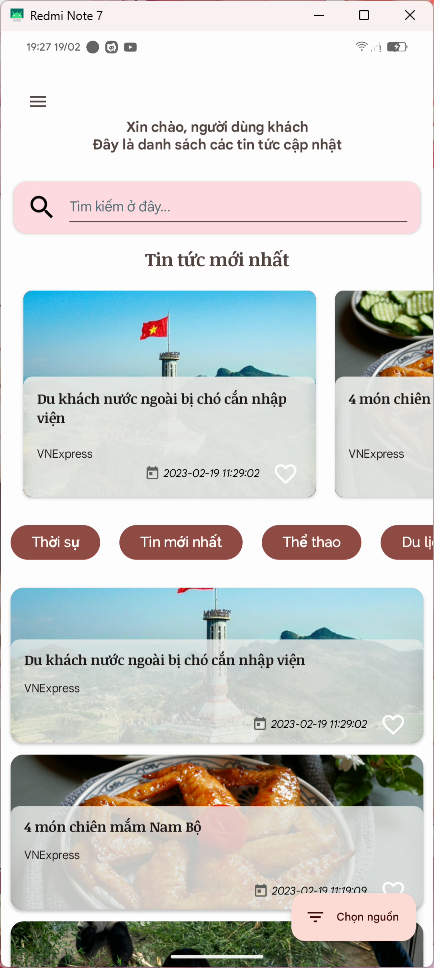 Redmi Note 7
19:27 19/02
Xin chào, người dùng khách
Đây là danh sách các tin tức cập nhật
Tìm kiếm ở đây...
Tin tức mới nhất
Du khách nước ngoài bị chó cắn nhập
viện
VNExpress
2023-02-19 11:29:02
4 món chiên
VNExpress
Thời sự
Tin mới nhất
Thể thao
Du lị
Du khách nước ngoài bị chó cắn nhập viện
VNExpress
2023-02-19 11:29:02
4 món chiên mắm Nam Bộ
VNExpress
2023-02-19 11:19:09
Chọn nguồn